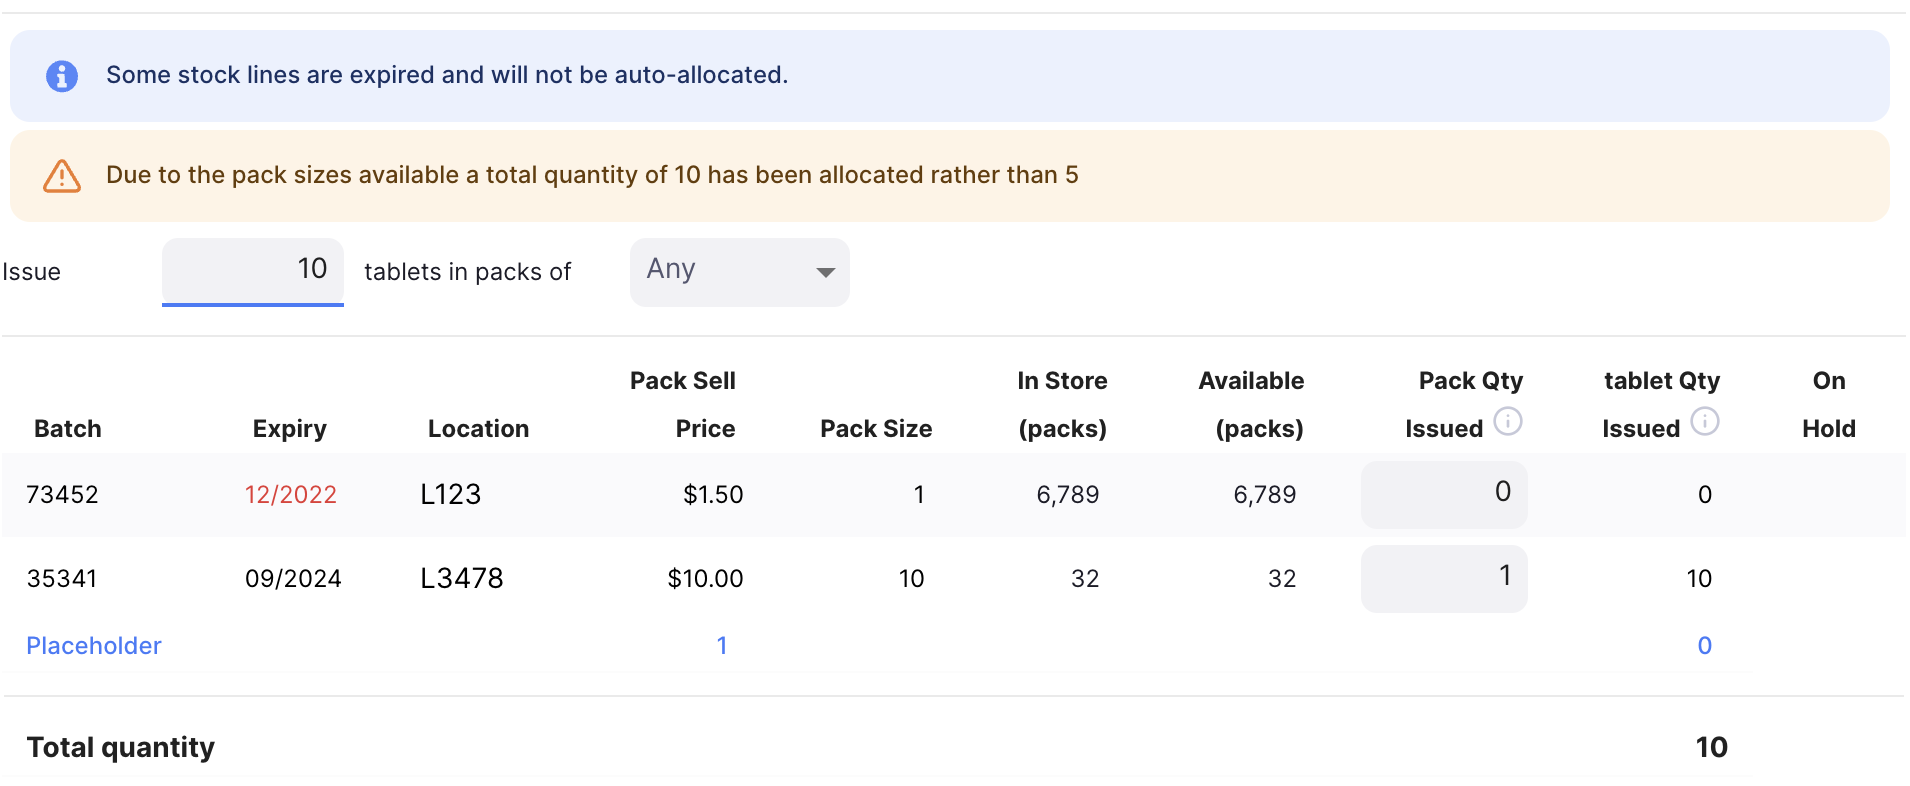 Some stock lines are expired and will not be auto-allocated.
Due to the pack sizes available a total quantity of 10 has been allocated rather than 5
Issue 10 tablets in packs of Any
Pack Sell In Store Available Pack Qty tablet Qty On
Batch Expiry Location Price Pack Size (packs) (packs) Issued Issued Hold
73452 12/2022 L123 $1.50 1 6,789 6,789 0 0
35341 09/2024 L3478 $10.00 10 32 32 1 10
Placeholder 1 0
Total quantity 10